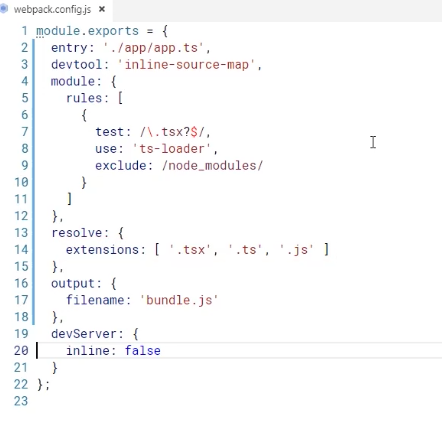 webpack.config.js ×
1 module.exports = {
2   entry: './app/app.ts',
3   devtool: 'inline-source-map',
4   module: {
5     rules: [
6       {
7         test: /\.tsx?$/,
8         use: 'ts-loader',
9         exclude: /node_modules/
10       }
11     ]
12   },
13   resolve: {
14     extensions: [ '.tsx', '.ts', '.js' ]
15   },
16   output: {
17     filename: 'bundle.js'
18   },
19   devServer: {
20     inline: false
21   }
22 };
23